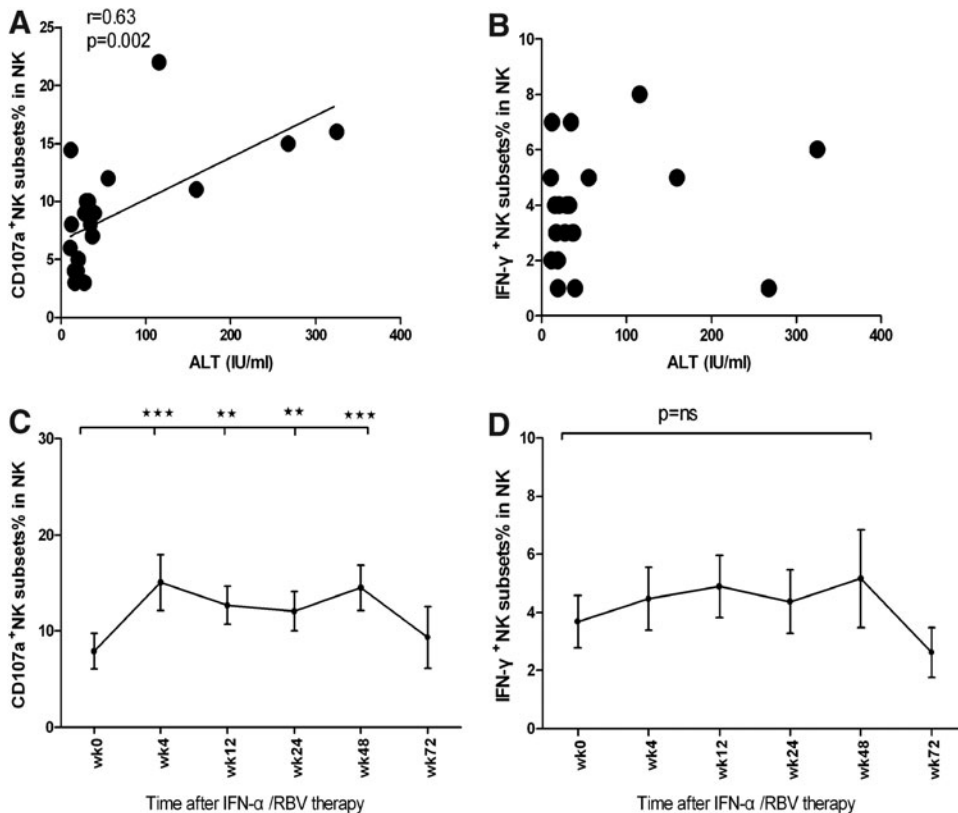 A
r=0.63
p=0.002
CD107a +NK subsets% in NK
25
20
15
10
5
0
0 100 200 300 400
ALT (IU/ml)
B
IFN-γ +NK subsets% in NK
10
8
6
4
2
0
0 100 200 300 400
ALT (IU/ml)
C
★★★ ★★ ★★ ★★★
CD107a +NK subsets% in NK
30
20
10
0
wk0 wk4 wk12 wk24 wk48 wk72
Time after IFN-α /RBV therapy
D
p=ns
IFN-γ +NK subsets% in NK
10
8
6
4
2
0
wk0 wk4 wk12 wk24 wk48 wk72
Time after IFN-α /RBV therapy